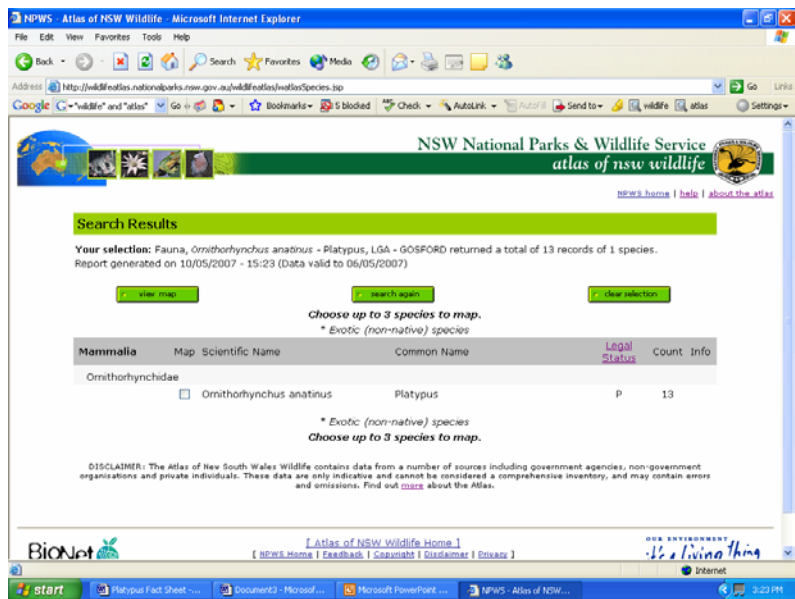 NPWS - Atlas of NSW Wildlife - Microsoft Internet Explorer
File Edit View Favorites Tools Help
Back Search Favorites Media
Address http://wildlifeatlas.nationalparks.nsw.gov.au/wildlifeatlas/watlasSpecies.jsp Go Links
Google "wildlife" and "atlas" Go Bookmarks 5 blocked Check AutoLink AutoFill Send to wildlife atlas Settings
NSW National Parks & Wildlife Service
atlas of nsw wildlife
NPWS home | help | about the atlas
Search Results
Your selection: Fauna, Ornithorhynchus anatinus - Platypus, LGA - GOSFORD returned a total of 13 records of 1 species.
Report generated on 10/05/2007 - 15:23 (Data valid to 06/05/2007)
view map search again clear selection
Choose up to 3 species to map.
* Exotic (non-native) species
Mammalia Map Scientific Name Common Name Legal Status Count Info
Ornithorhynchidae
Ornithorhynchus anatinus Platypus P 13
* Exotic (non-native) species
Choose up to 3 species to map.
DISCLAIMER: The Atlas of New South Wales Wildlife contains data from a number of sources including government agencies, non-government
organisations and private individuals. These data are only indicative and cannot be considered a comprehensive inventory, and may contain errors
and omissions. Find out more about the Atlas.
[ Atlas of NSW Wildlife Home ]
BioNet [ NPWS Home | Feedback | Copyright | Disclaimer | Privacy ]
OUR ENVIRONMENT
it's a living thing
Internet
start Platypus Fact Sheet -... Document3 - Microsof... Microsoft PowerPoint ... NPWS - Atlas of NSW... 3:23 PM